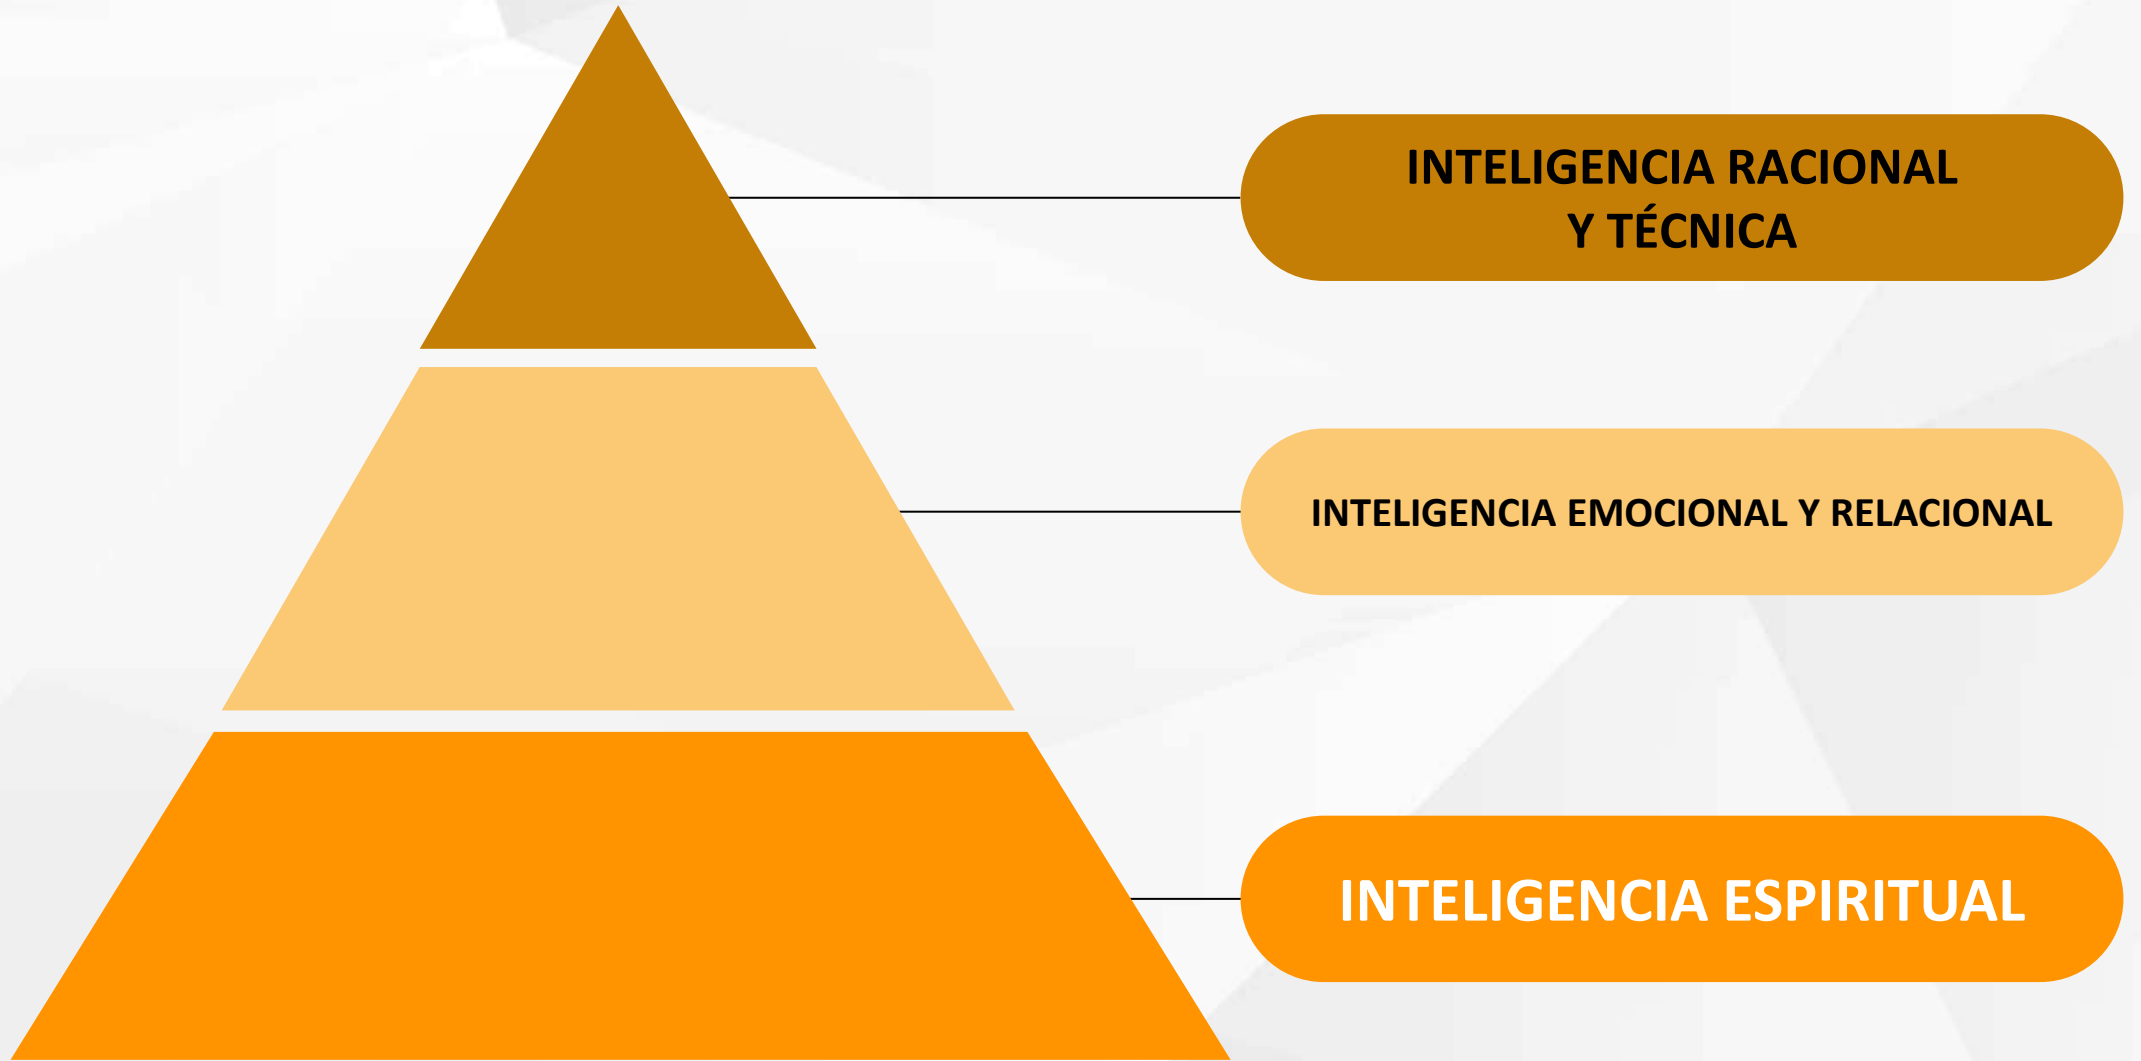 INTELIGENCIA RACIONAL
Y TÉCNICA
INTELIGENCIA EMOCIONAL Y RELACIONAL
INTELIGENCIA ESPIRITUAL